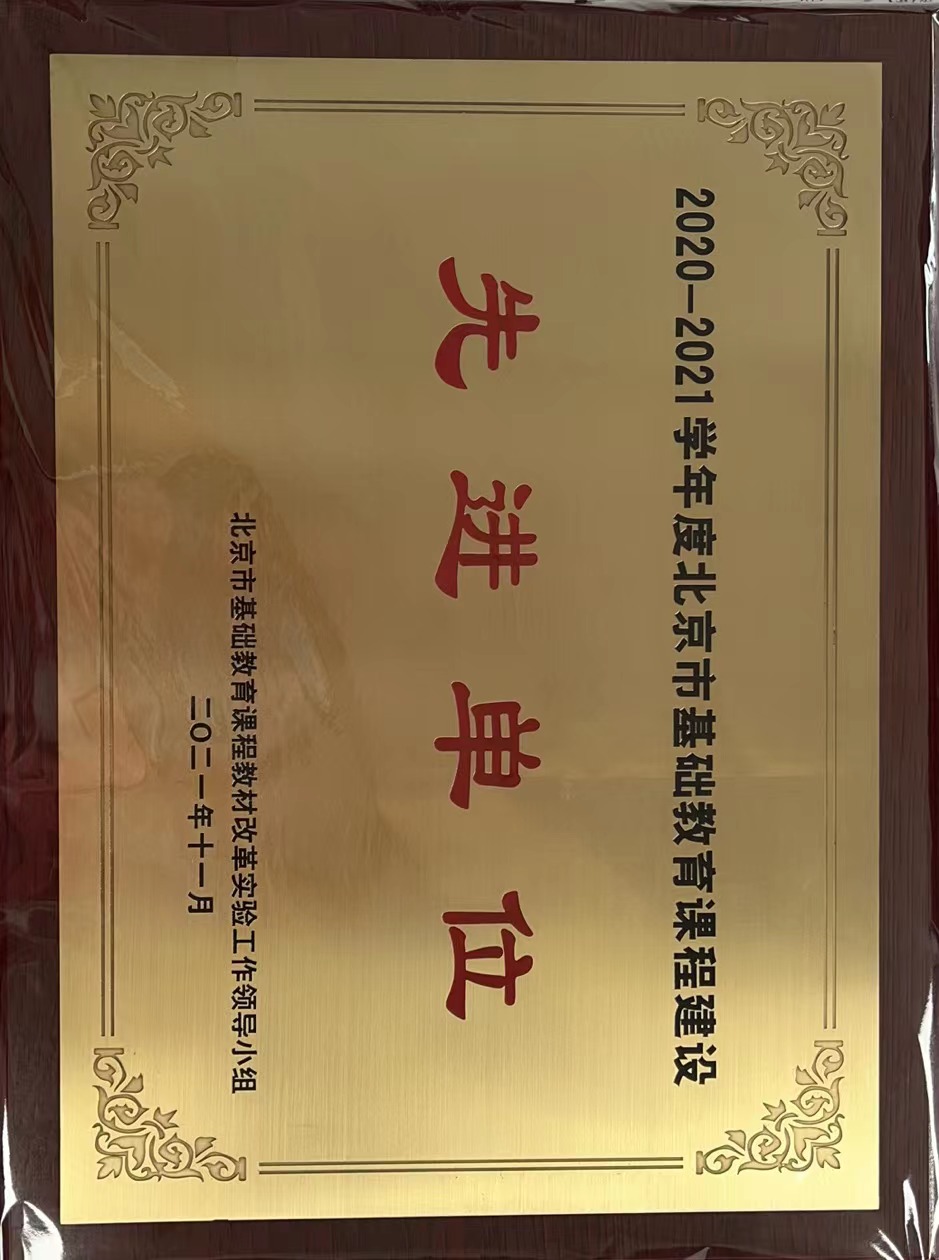 2020—2021学年度北京市基础教育课程建设
先进单位
北京市基础教育课程教材改革实验工作领导小组
二〇二一年十一月